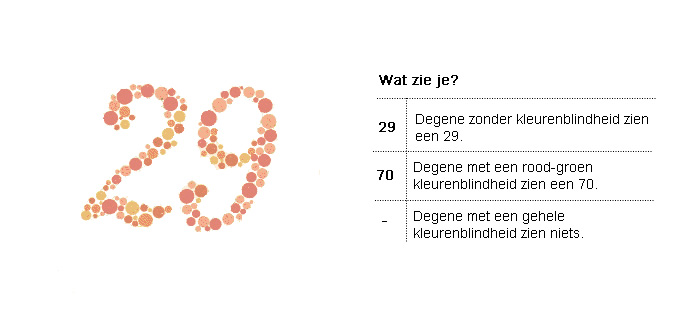 29
Wat zie je?
29
Degene zonder kleurenblindheid zien
een 29.
70
Degene met een rood-groen
kleurenblindheid zien een 70.
-
Degene met een gehele
kleurenblindheid zien niets.